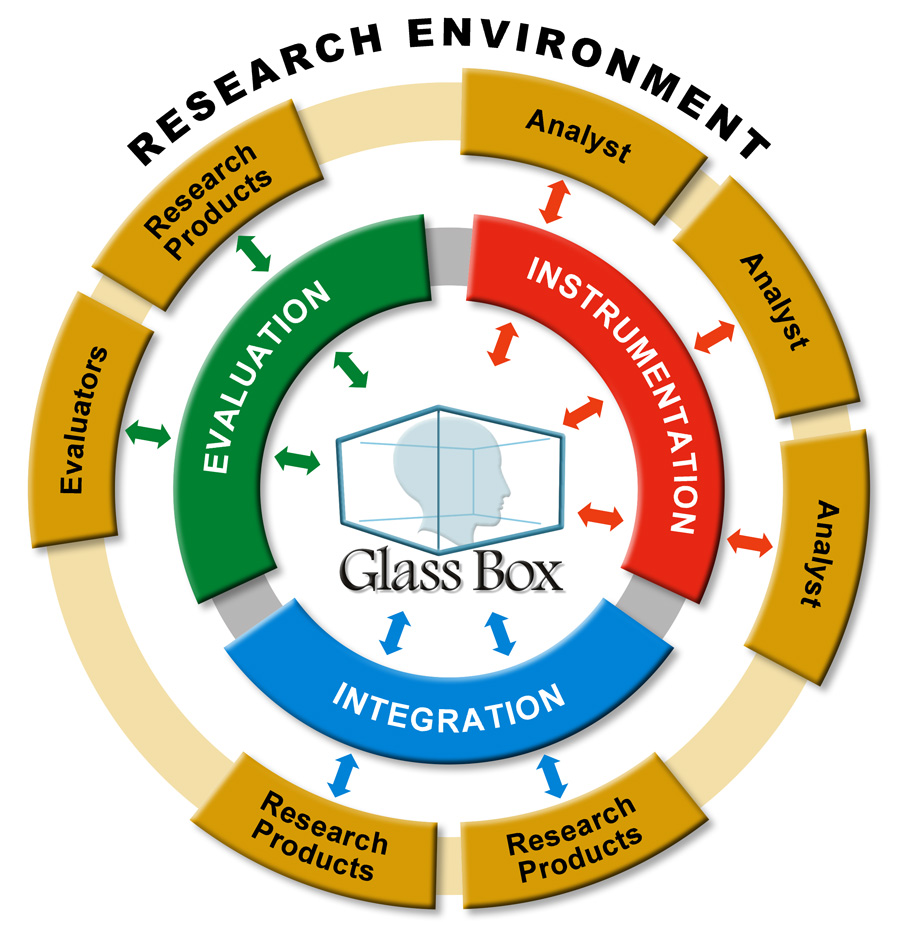 RESEARCH ENVIRONMENT
Analyst
Analyst
Analyst
Research
Products
Evaluators
EVALUATION
INSTRUMENTATION
Glass Box
INTEGRATION
Research
Products
Research
Products